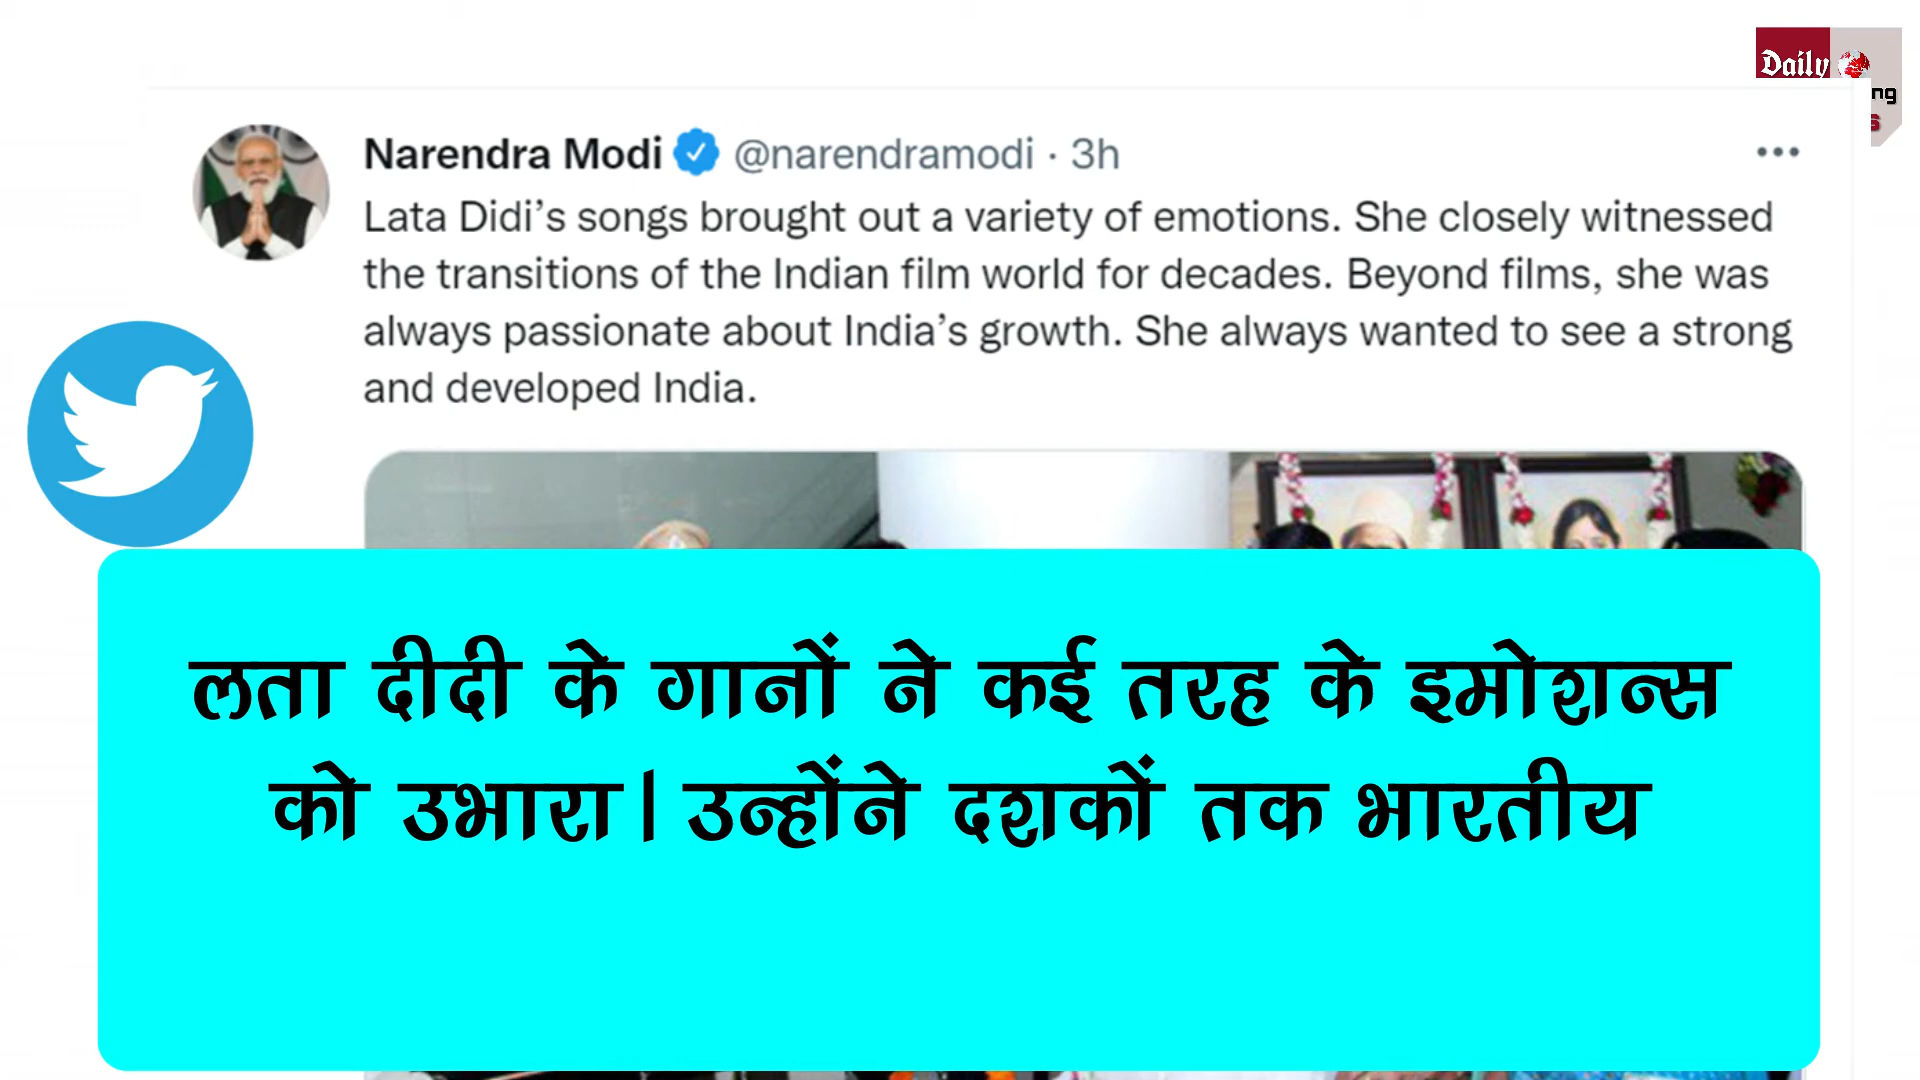 Daily
ng
Narendra Modi @narendramodi · 3h
Lata Didi’s songs brought out a variety of emotions. She closely witnessed
the transitions of the Indian film world for decades. Beyond films, she was
always passionate about India’s growth. She always wanted to see a strong
and developed India.
लता दीदी के गानों ने कई तरह के इमोशन्स
को उभारा। उन्होंने दशकों तक भारतीय